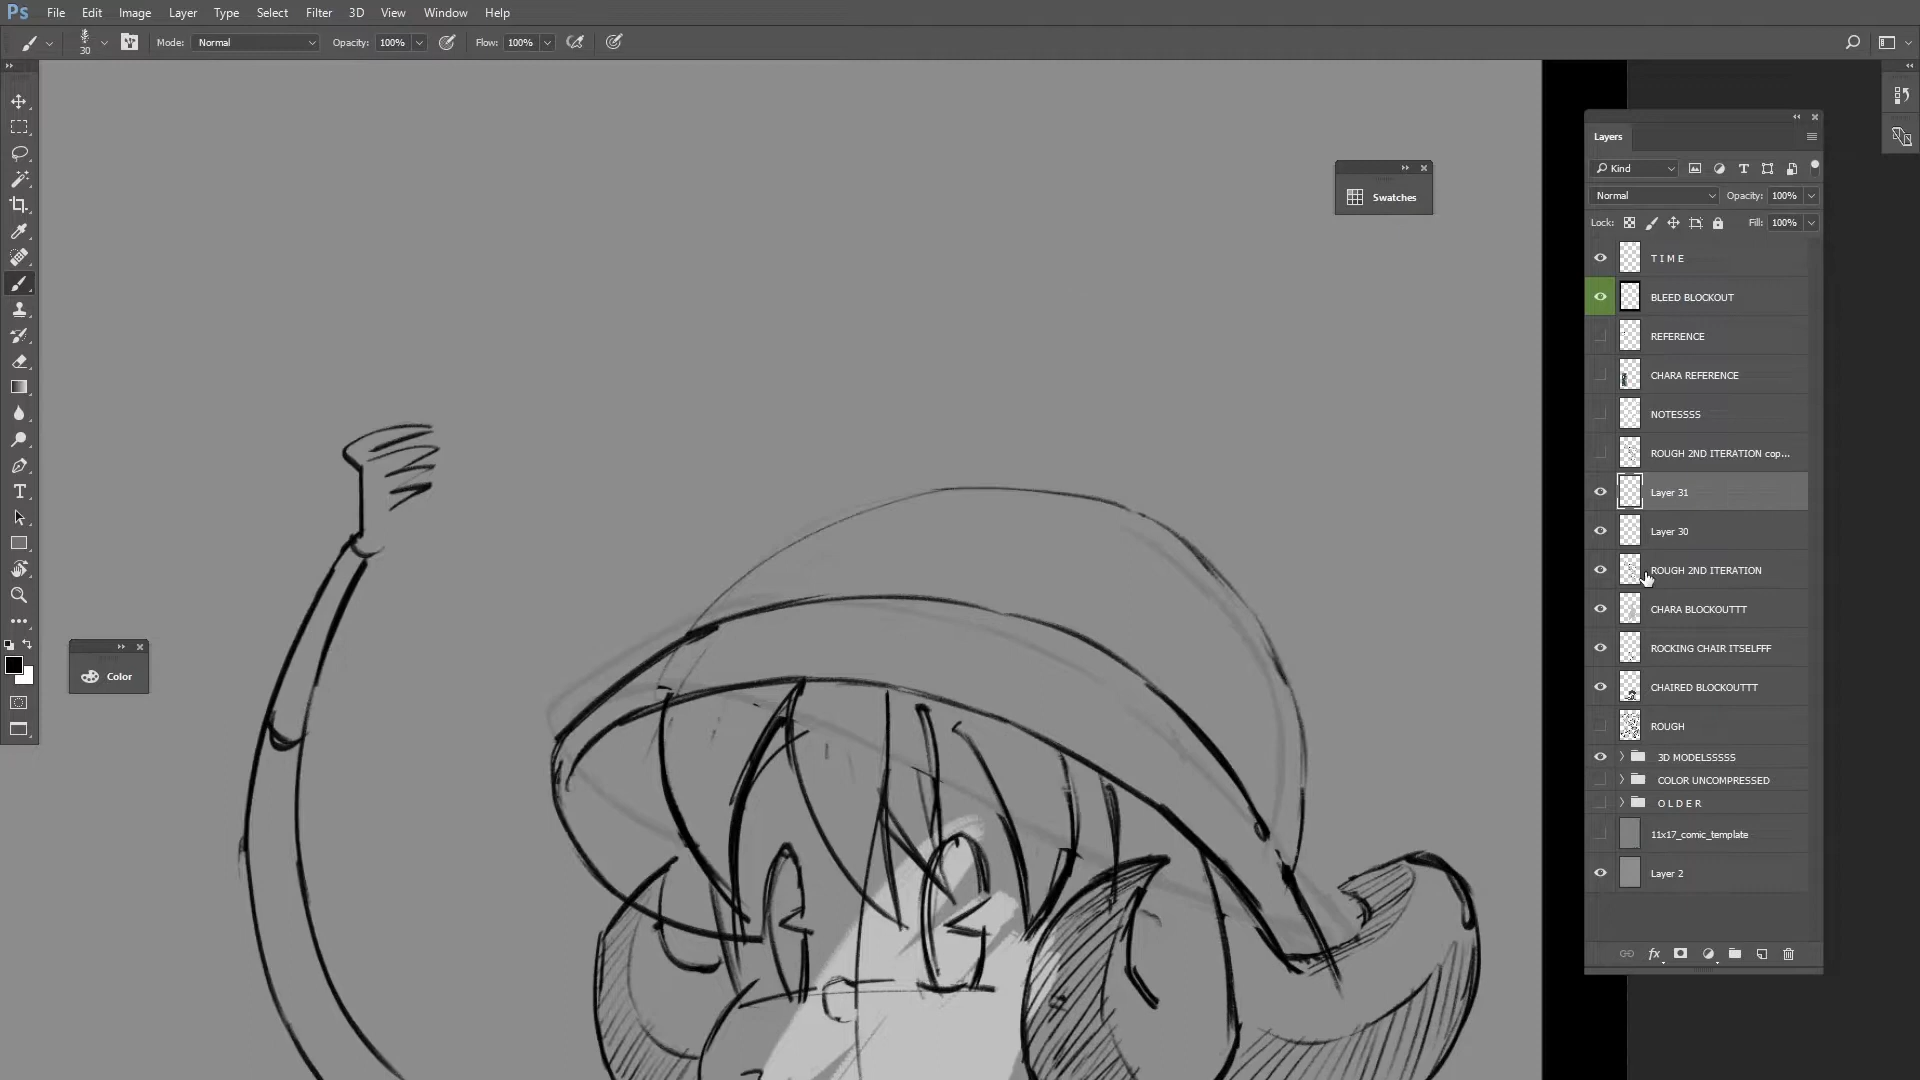 Ps File Edit Image Layer Type Select Filter 3D View Window Help
30 Mode: Normal Opacity: 100% Flow: 100%
Layers
Kind
Normal Opacity: 100%
Lock: Fill: 100%
T I M E
BLEED BLOCKOUT
REFERENCE
CHARA REFERENCE
NOTESSSS
ROUGH 2ND ITERATION cop...
Layer 31
Layer 30
ROUGH 2ND ITERATION
CHARA BLOCKOUTTT
ROCKING CHAIR ITSELFFF
CHAIRED BLOCKOUTTT
ROUGH
3D MODELSSSSS
COLOR UNCOMPRESSED
O L D E R
11x17_comic_template
Layer 2
fx
Swatches
Color